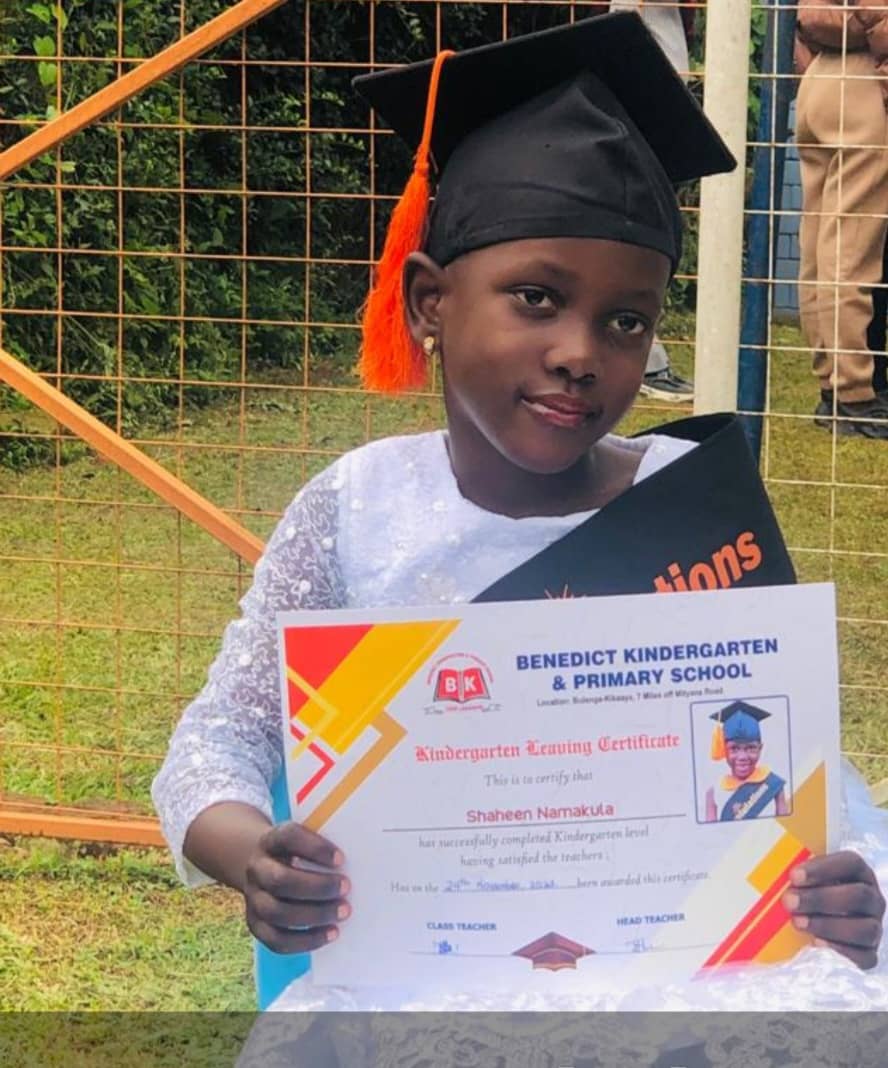 BENEDICT KINDERGARTEN
& PRIMARY SCHOOL
Location: Bulenga-Kikaaya, 7 Miles off Mityana Road
BK
Kindergarten Leaving Certificate
This is to certify that
Shaheen Namakula
has successfully completed Kindergarten level
having satisfied the teachers ;
Has on the 24th November, been awarded this certificate.
CLASS TEACHER HEAD TEACHER